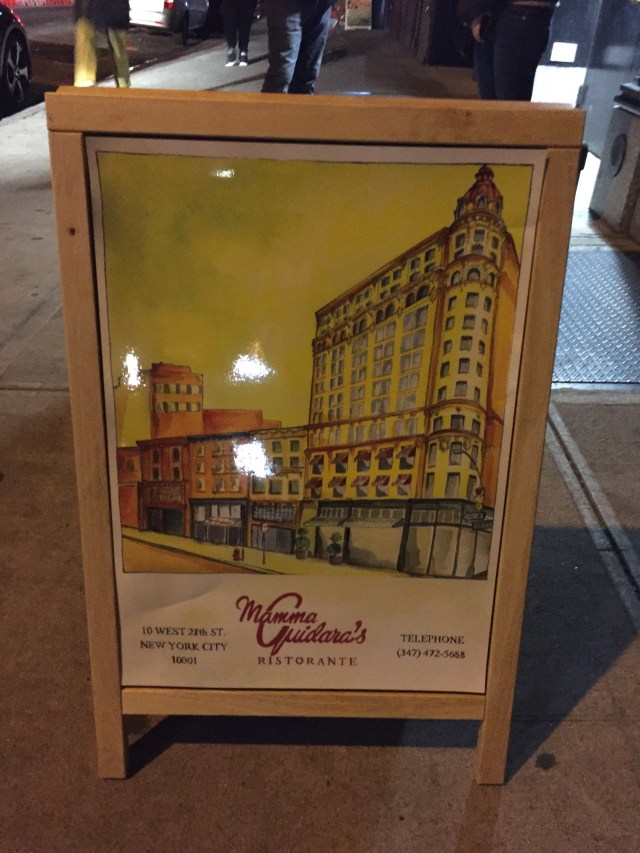 10 WEST 28th ST.
NEW YORK CITY
10001
Mamma
Guidara's
RISTORANTE
TELEPHONE
(347) 472-5688